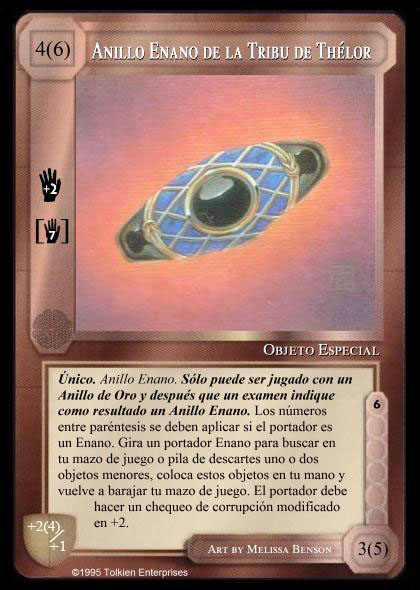 4(6)
Anillo Enano de la Tribu de Thélor
+2
[7]
Objeto Especial
Único. Anillo Enano. Sólo puede ser jugado con un
Anillo de Oro y después que un examen indique
como resultado un Anillo Enano. Los números
entre paréntesis se deben aplicar si el portador es
un Enano. Gira un portador Enano para buscar en
tu mazo de juego o pila de descartes uno o dos
objetos menores, coloca estos objetos en tu mano y
vuelve a barajar tu mazo de juego. El portador debe
hacer un chequeo de corrupción modificado
en +2.
6
+2(4)/+1
Art by Melissa Benson
3(5)
©1995 Tolkien Enterprises